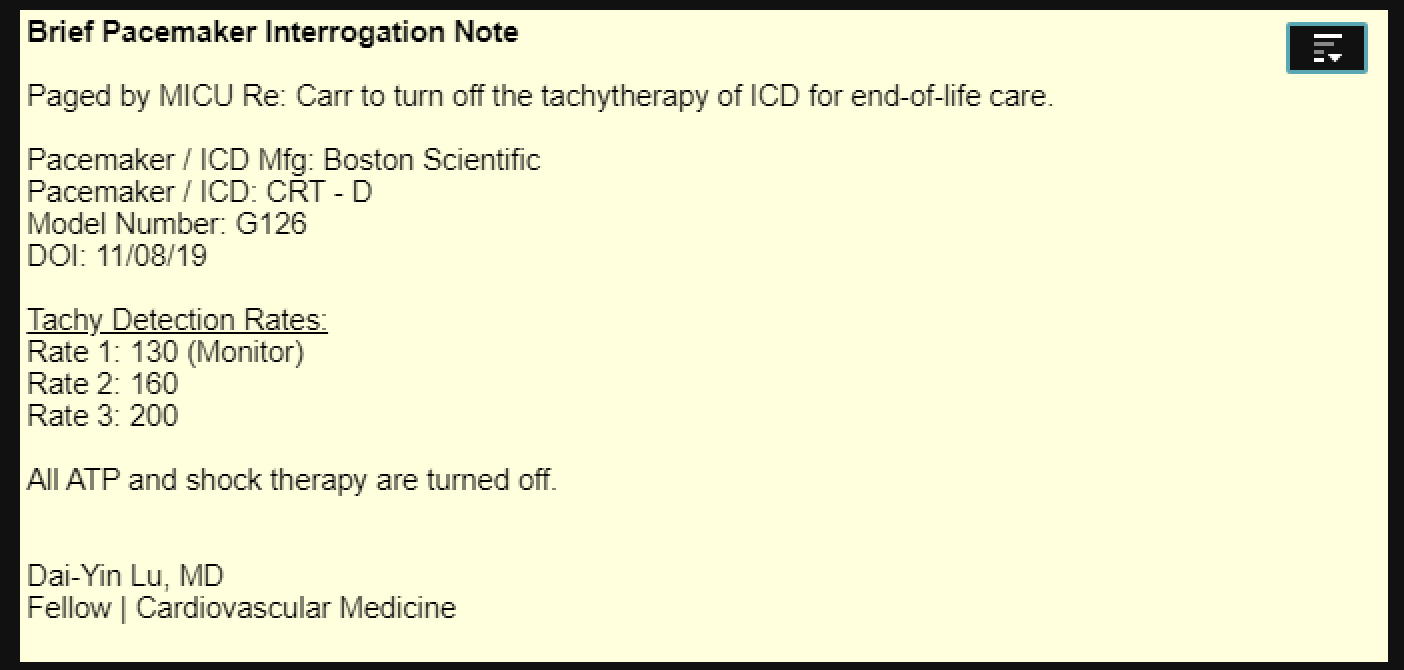 Brief Pacemaker Interrogation Note
Paged by MICU Re: Carr to turn off the tachytherapy of ICD for end-of-life care.
Pacemaker / ICD Mfg: Boston Scientific
Pacemaker / ICD: CRT - D
Model Number: G126
DOI: 11/08/19
Tachy Detection Rates:
Rate 1: 130 (Monitor)
Rate 2: 160
Rate 3: 200
All ATP and shock therapy are turned off.
Dai-Yin Lu, MD
Fellow | Cardiovascular Medicine